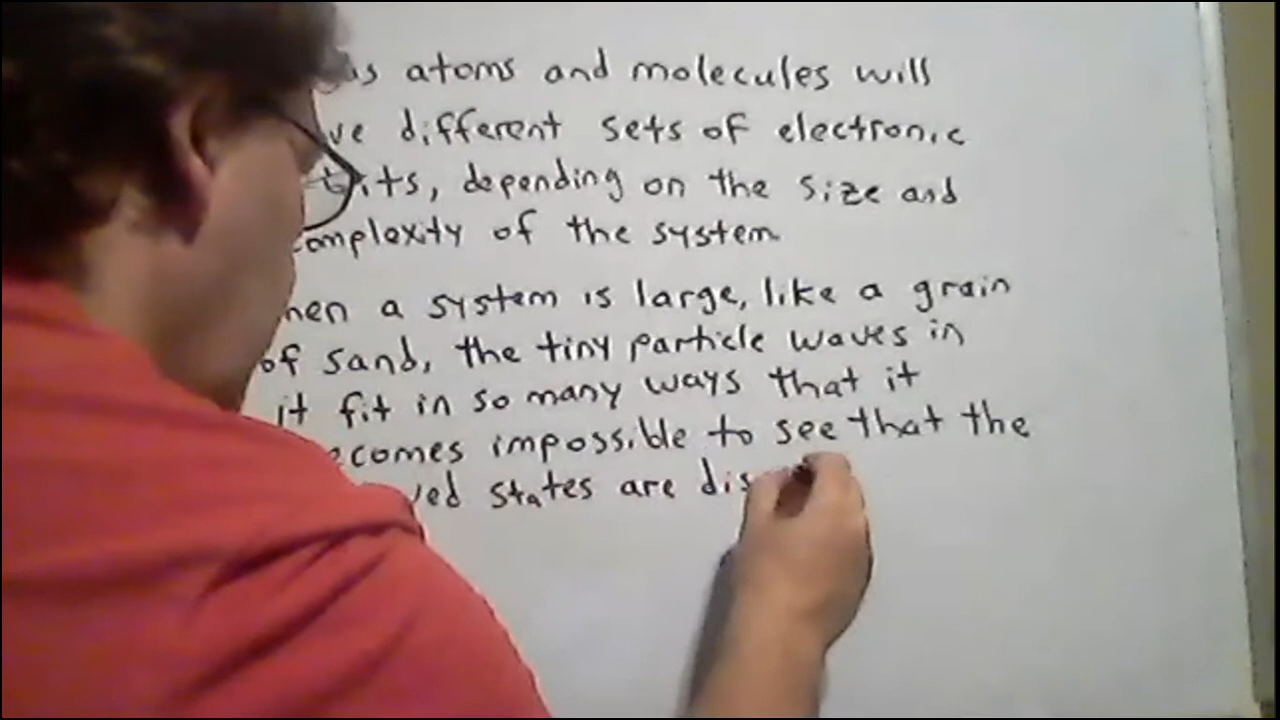 atoms and molecules will
different sets of electronic
depending on the size and
complexity of the system.
a system is large, like a grain
of sand, the tiny particle waves in
it fit in so many ways that it
impossible to see that the
states are